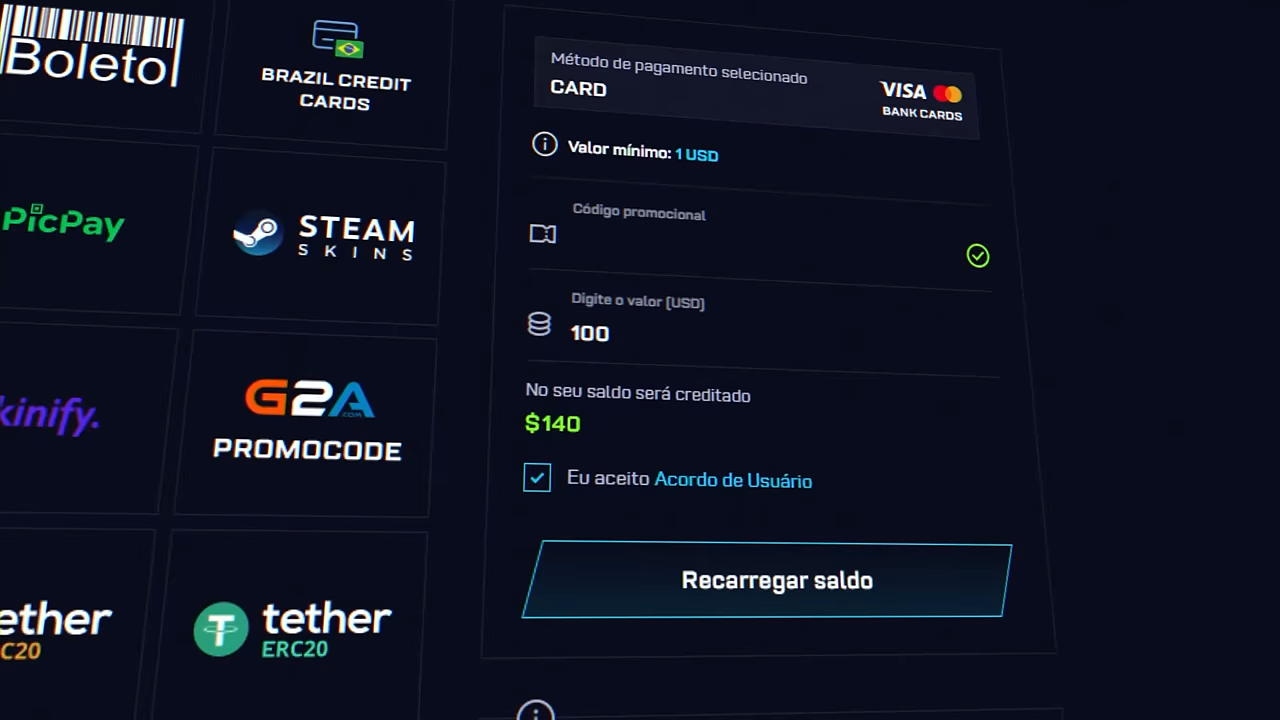 Boleto
BRAZIL CREDIT
CARDS
PicPay
STEAM
SKINS
kinify.
G2A
.COM
PROMOCODE
ether
C20
tether
ERC20
Método de pagamento selecionado
CARD
VISA
BANK CARDS
Valor mínimo: 1 USD
Código promocional
Digite o valor (USD)
100
No seu saldo será creditado
$140
Eu aceito Acordo de Usuário
Recarregar saldo